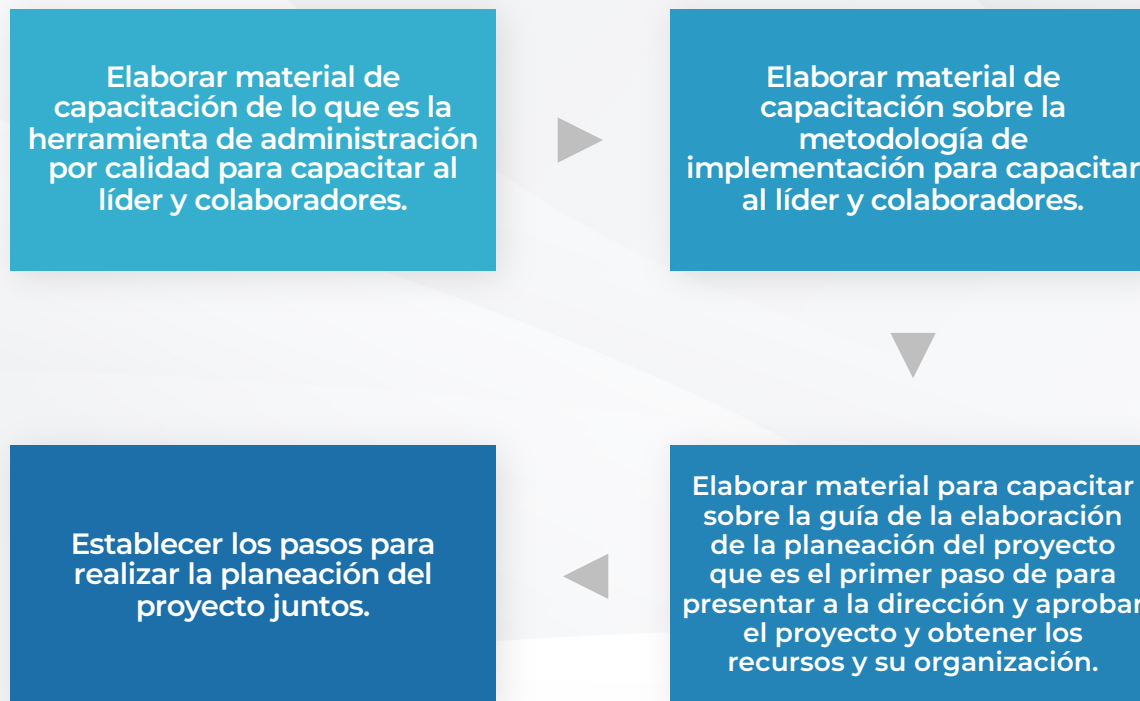 Elaborar material de
capacitación de lo que es la
herramienta de administración
por calidad para capacitar al
líder y colaboradores.
Elaborar material de
capacitación sobre la
metodología de
implementación para capacitar
al líder y colaboradores.
Elaborar material para capacitar
sobre la guía de la elaboración
de la planeación del proyecto
que es el primer paso de para
presentar a la dirección y aprobar
el proyecto y obtener los
recursos y su organización.
Establecer los pasos para
realizar la planeación del
proyecto juntos.